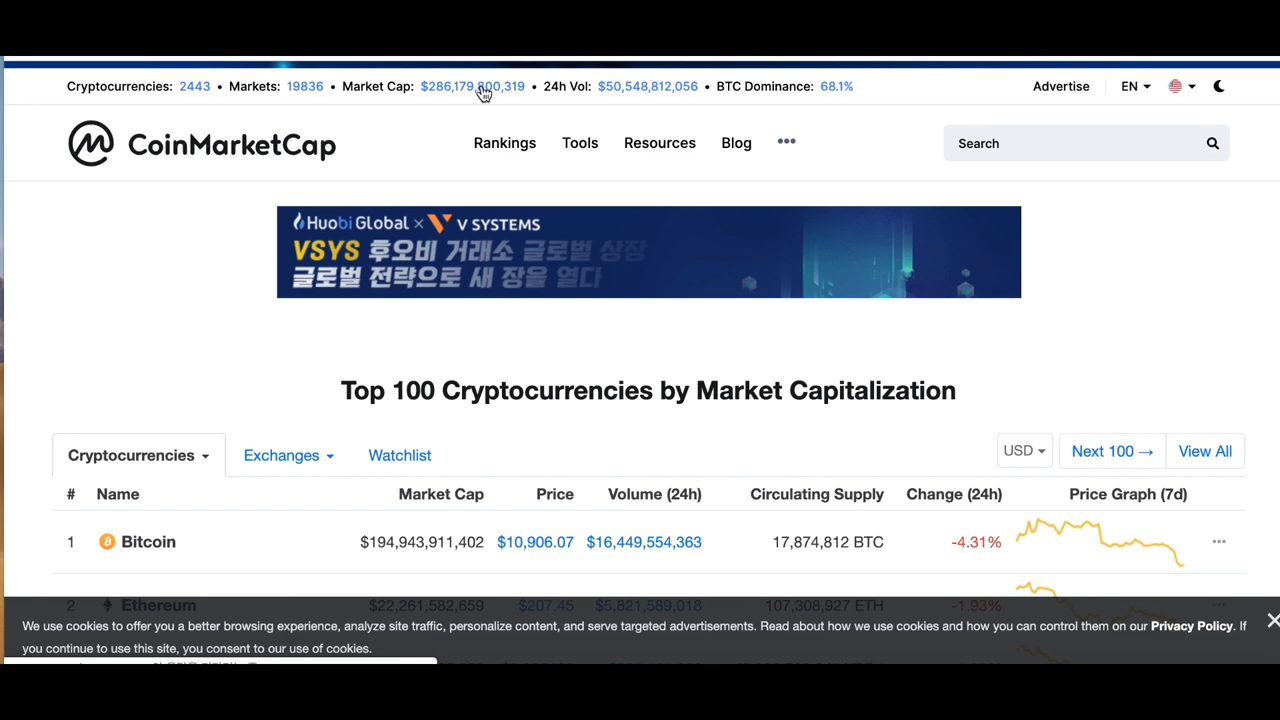 Cryptocurrencies: 2443 • Markets: 19836 • Market Cap: $286,179,800,319 • 24h Vol: $50,548,812,056 • BTC Dominance: 68.1% Advertise EN
CoinMarketCap Rankings Tools Resources Blog ••• Search
Huobi Global × V SYSTEMS
VSYS 후오비 거래소 글로벌 상장
글로벌 전략으로 새 장을 열다
Top 100 Cryptocurrencies by Market Capitalization
Cryptocurrencies Exchanges Watchlist USD Next 100 → View All
# Name Market Cap Price Volume (24h) Circulating Supply Change (24h) Price Graph (7d)
1 Bitcoin $194,943,911,402 $10,906.07 $16,449,554,363 17,874,812 BTC -4.31% •••
2 Ethereum $22,261,582,659 $207.45 $5,821,589,018 107,308,927 ETH -1.93%
We use cookies to offer you a better browsing experience, analyze site traffic, personalize content, and serve targeted advertisements. Read about how we use cookies and how you can control them on our Privacy Policy. If
you continue to use this site, you consent to our use of cookies.